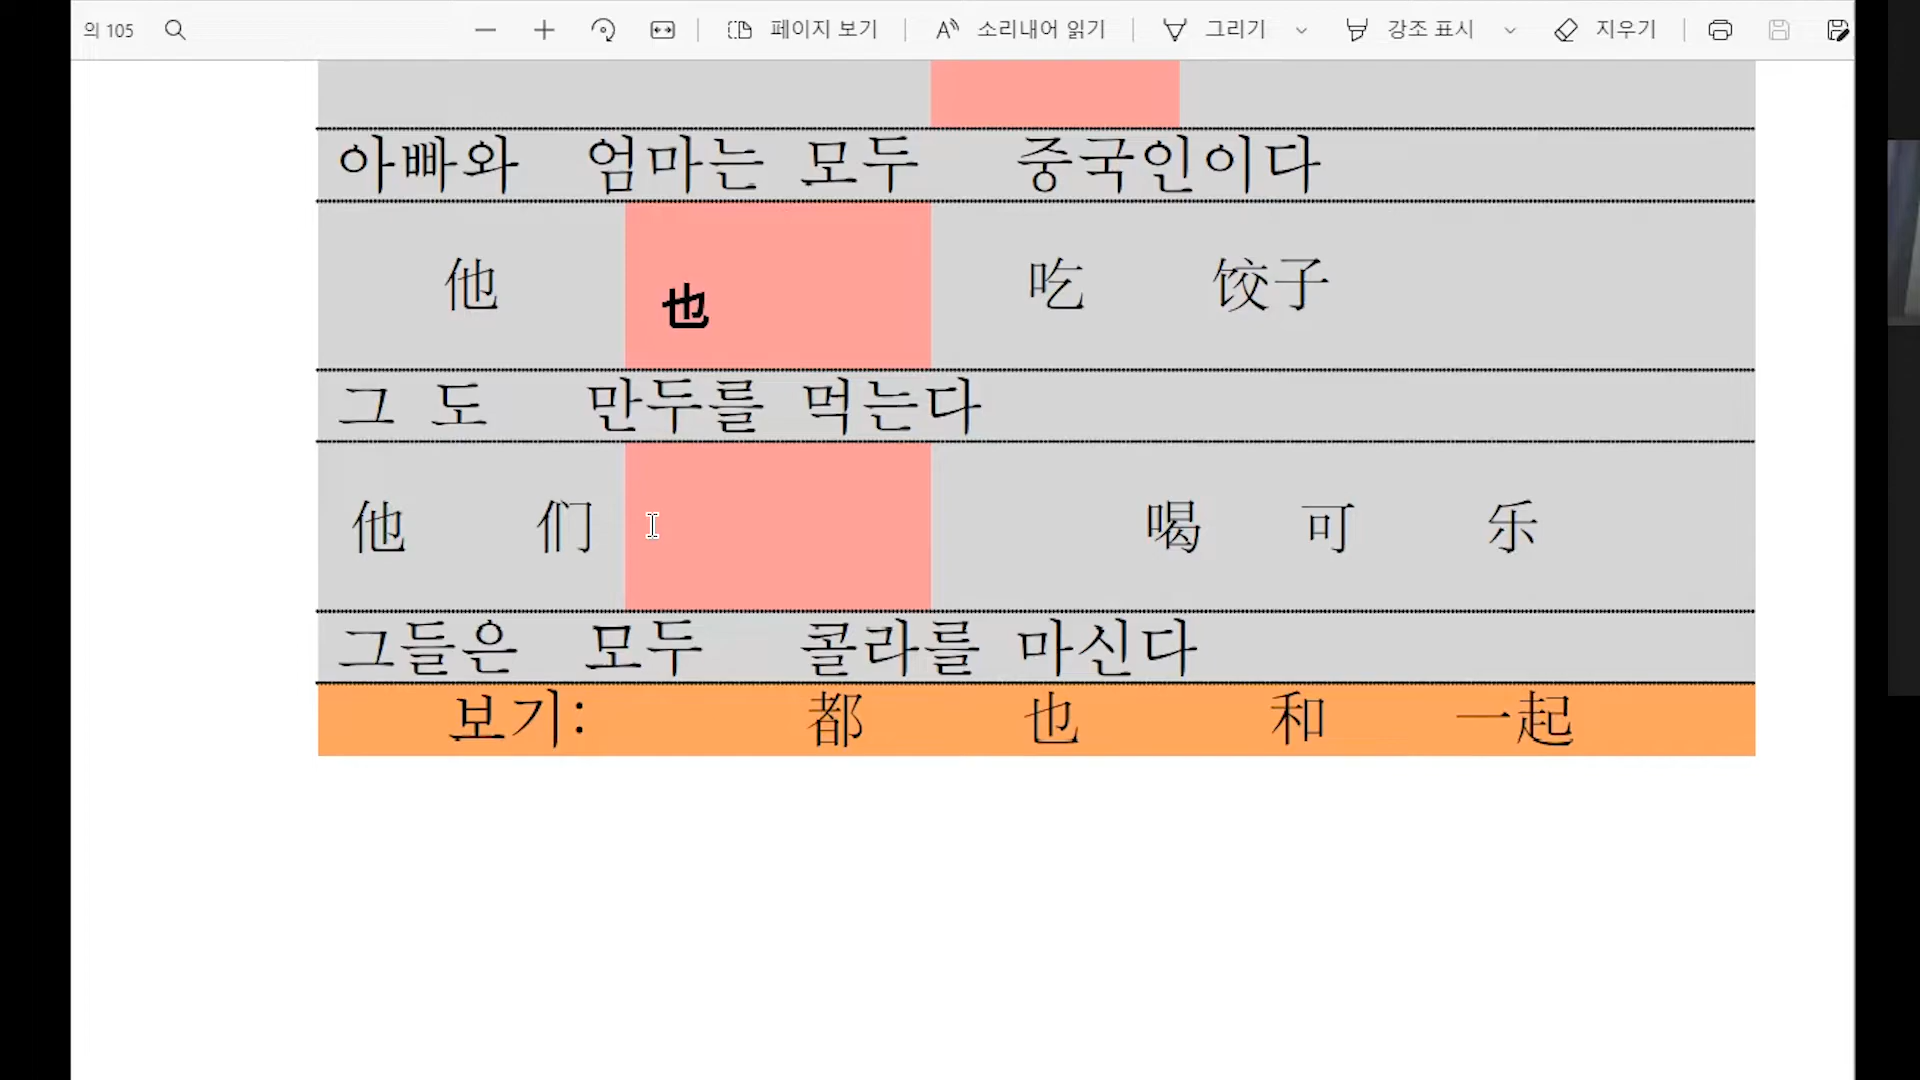 의 105 페이지 보기 소리내어 읽기 그리기 강조 표시 지우기
아빠와 엄마는 모두 중국인이다
他 也 吃 饺子
그 도 만두를 먹는다
他 们 喝 可 乐
그들은 모두 콜라를 마신다
보기: 都 也 和 一起